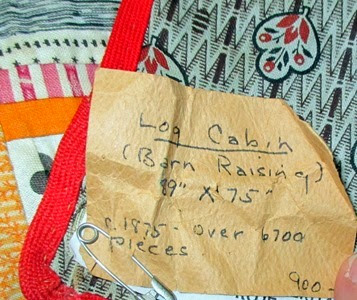 Log Cabin
(Barn Raising)
89" X 75"
c. 1875 - over 6700
pieces.
900-